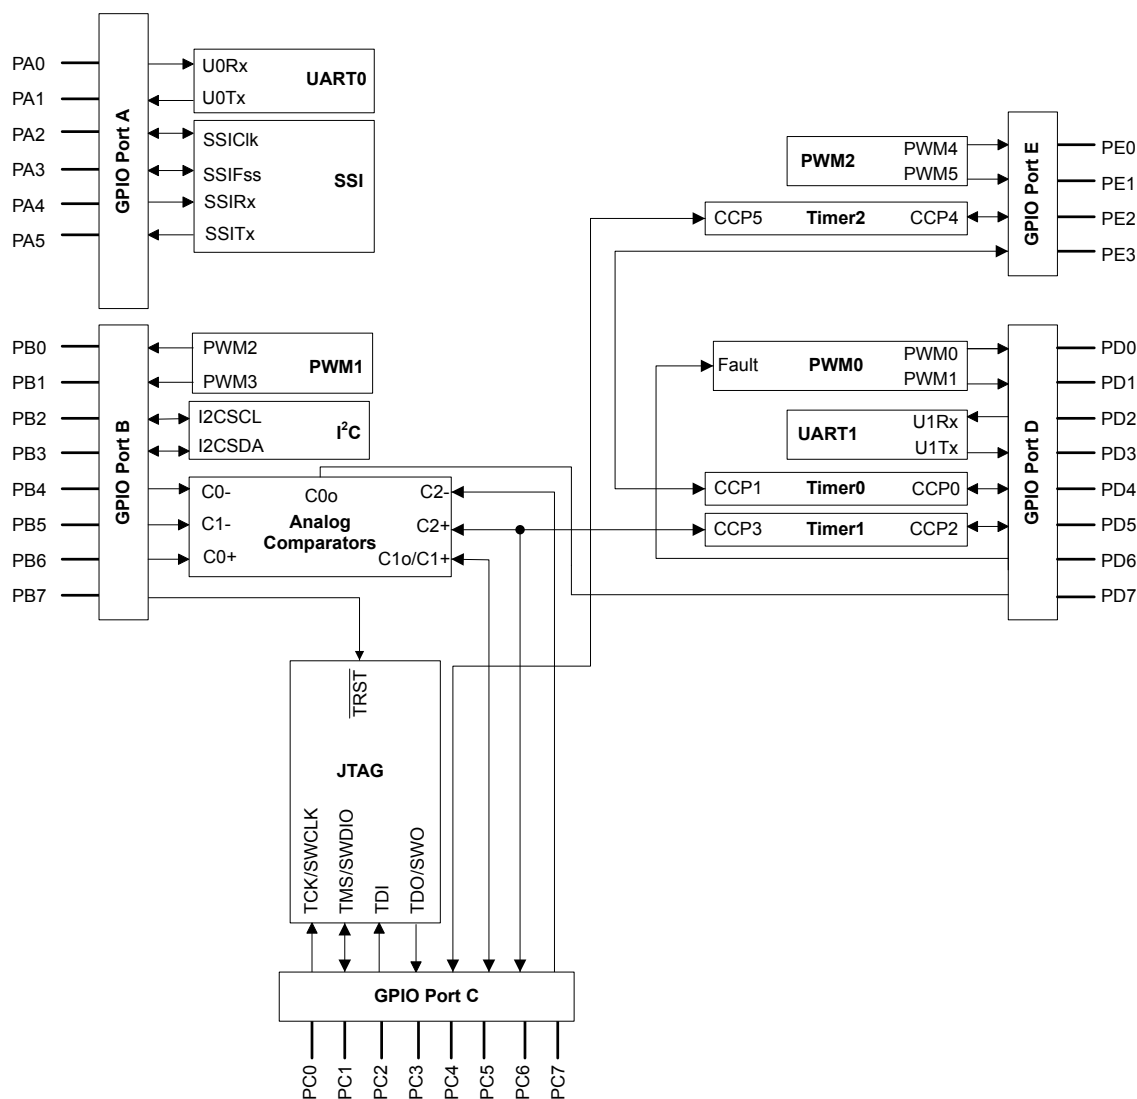 PA0
PA1
PA2
PA3
PA4
PA5
GPIO Port A
U0Rx
U0Tx
UART0
SSIClk
SSIFss
SSIRx
SSITx
SSI
PB0
PB1
PB2
PB3
PB4
PB5
PB6
PB7
GPIO Port B
PWM2
PWM3
PWM1
I2CSCL
I2CSDA
I²C
C0-
C1-
C0+
C0o
Analog
Comparators
C2-
C2+
C1o/C1+
PWM2
PWM4
PWM5
CCP5
Timer2
CCP4
GPIO Port E
PE0
PE1
PE2
PE3
Fault
PWM0
PWM0
PWM1
UART1
U1Rx
U1Tx
CCP1
Timer0
CCP0
CCP3
Timer1
CCP2
GPIO Port D
PD0
PD1
PD2
PD3
PD4
PD5
PD6
PD7
TRST
JTAG
TCK/SWCLK
TMS/SWDIO
TDI
TDO/SWO
GPIO Port C
PC0
PC1
PC2
PC3
PC4
PC5
PC6
PC7